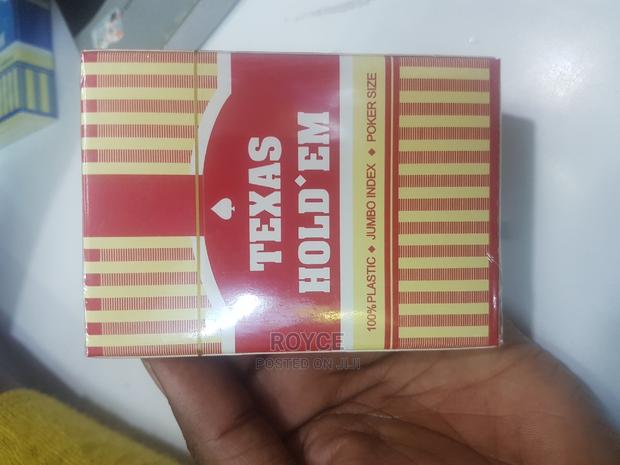 TEXAS
HOLD'EM
100% PLASTIC ◆ JUMBO INDEX ◆ POKER SIZE
ROYCE
POSTED ON JIJI